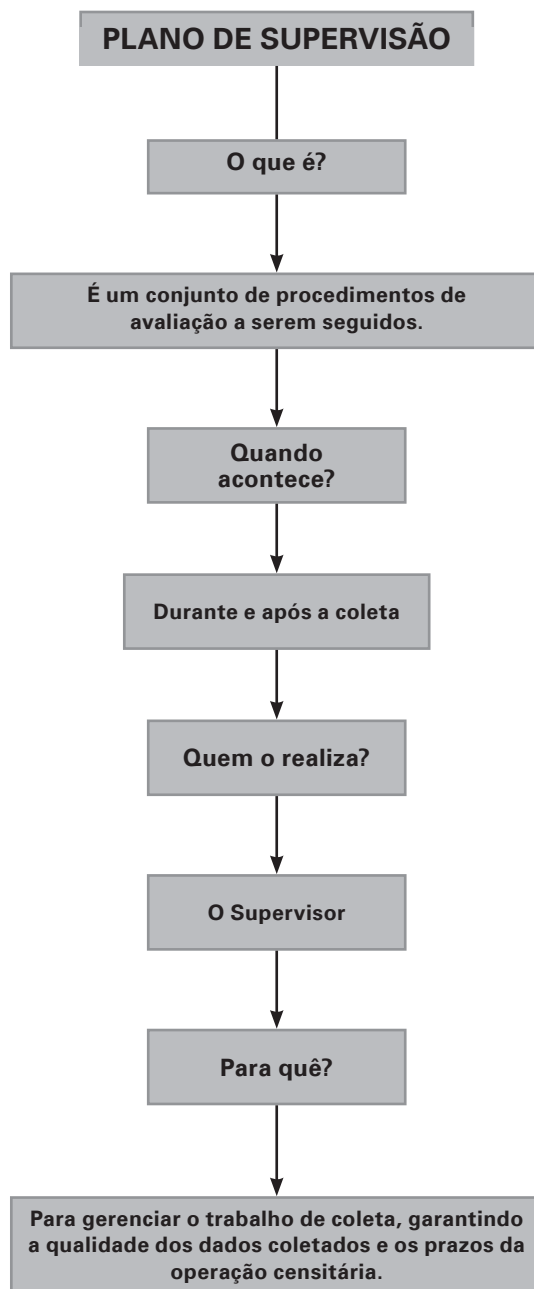 PLANO DE SUPERVISÃO
O que é?
É um conjunto de procedimentos de
avaliação a serem seguidos.
Quando
acontece?
Durante e após a coleta
Quem o realiza?
O Supervisor
Para quê?
Para gerenciar o trabalho de coleta, garantindo
a qualidade dos dados coletados e os prazos da
operação censitária.